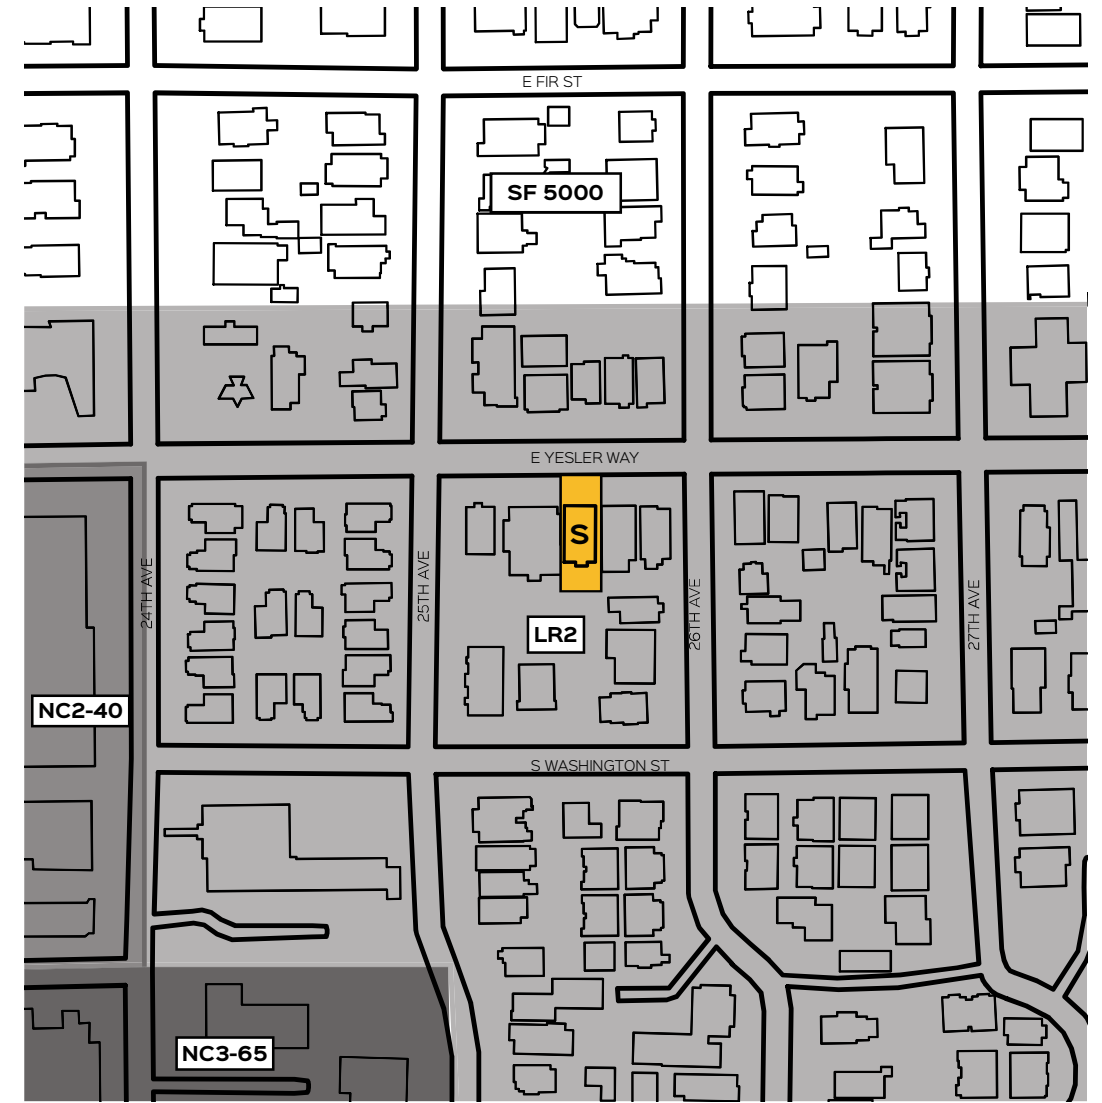 E FIR ST
SF 5000
E YESLER WAY
S
24TH AVE
25TH AVE
26TH AVE
27TH AVE
LR2
NC2-40
S WASHINGTON ST
NC3-65